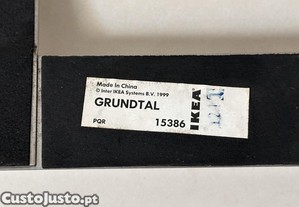 Made in China
© Inter IKEA Systems B.V. 1999
GRUNDTAL
PQR 15386
IKEA
CustoJusto.pt